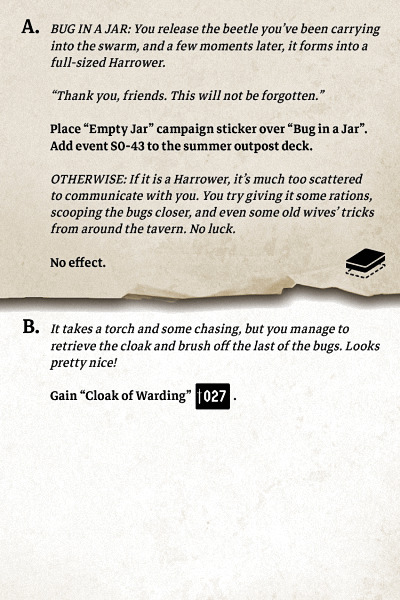 A. BUG IN A JAR: You release the beetle you’ve been carrying
into the swarm, and a few moments later, it forms into a
full-sized Harrower.
“Thank you, friends. This will not be forgotten.”
Place “Empty Jar” campaign sticker over “Bug in a Jar”.
Add event SO-43 to the summer outpost deck.
OTHERWISE: If it is a Harrower, it’s much too scattered
to communicate with you. You try giving it some rations,
scooping the bugs closer, and even some old wives’ tricks
from around the tavern. No luck.
No effect.
B. It takes a torch and some chasing, but you manage to
retrieve the cloak and brush off the last of the bugs. Looks
pretty nice!
Gain “Cloak of Warding” 027 .